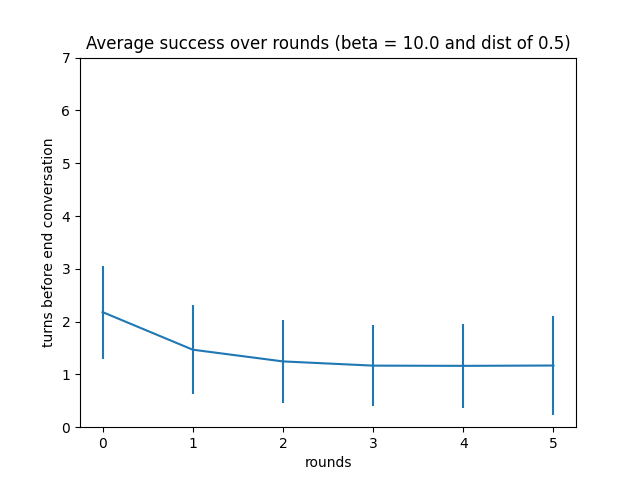 Average success over rounds (beta = 10.0 and dist of 0.5)
turns before end conversation
7
6
5
4
3
2
1
0
0 1 2 3 4 5
rounds